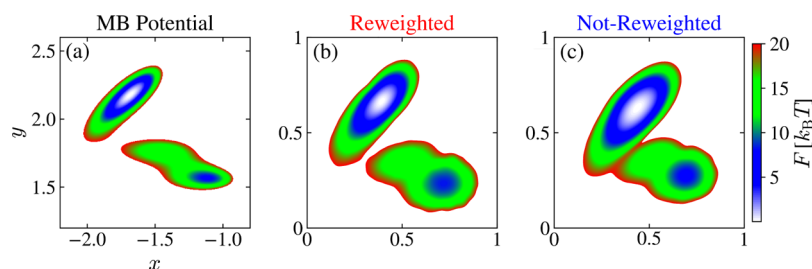 MB Potential
Reweighted
Not-Reweighted
(a)
(b)
(c)
2.5
2.0
1.5
y
−2.0
−1.5
−1.0
x
1
0.5
0
0
0.5
1
1
0.5
0
0
0.5
1
20
15
10
5
F [k_BT]